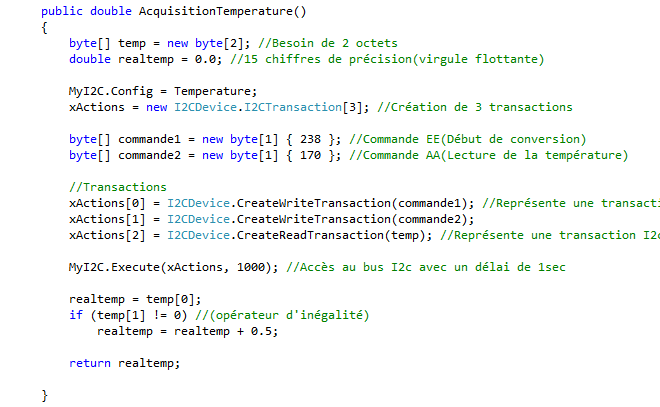 public double AcquisitionTemperature()
{
byte[] temp = new byte[2]; //Besoin de 2 octets
double realtemp = 0.0; //15 chiffres de précision(virgule flottante)
MyI2C.Config = Temperature;
xActions = new I2CDevice.I2CTransaction[3]; //Création de 3 transactions
byte[] commande1 = new byte[1] { 238 }; //Commande EE(Début de conversion)
byte[] commande2 = new byte[1] { 170 }; //Commande AA(Lecture de la température)
//Transactions
xActions[0] = I2CDevice.CreateWriteTransaction(commande1); //Représente une transacti
xActions[1] = I2CDevice.CreateWriteTransaction(commande2);
xActions[2] = I2CDevice.CreateReadTransaction(temp); //Représente une transaction I2c
MyI2C.Execute(xActions, 1000); //Accès au bus I2c avec un délai de 1sec
realtemp = temp[0];
if (temp[1] != 0) //(opérateur d'inégalité)
realtemp = realtemp + 0.5;
return realtemp;
}